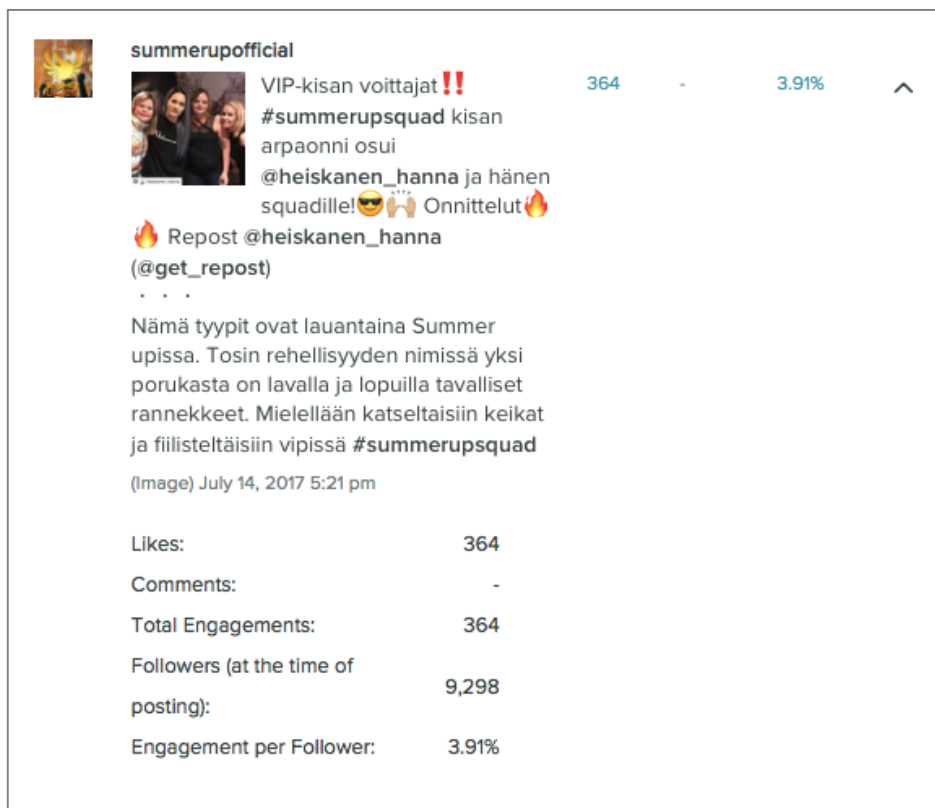 summerupofficial
VIP-kisan voittajat‼️ 364 - 3.91%
#summerupsquad kisan
arpaonni osui
@heiskanen_hanna ja hänen
squadille!😎🙌🏼 Onnittelut🔥
🔥 Repost @heiskanen_hanna
(@get_repost)
・・・
Nämä tyypit ovat lauantaina Summer
upissa. Tosin rehellisyyden nimissä yksi
porukasta on lavalla ja lopuilla tavalliset
rannekkeet. Mielellään katseltaisiin keikat
ja fiilisteltäisiin vipissä #summerupsquad
(Image) July 14, 2017 5:21 pm
Likes: 364
Comments: -
Total Engagements: 364
Followers (at the time of
posting): 9,298
Engagement per Follower: 3.91%